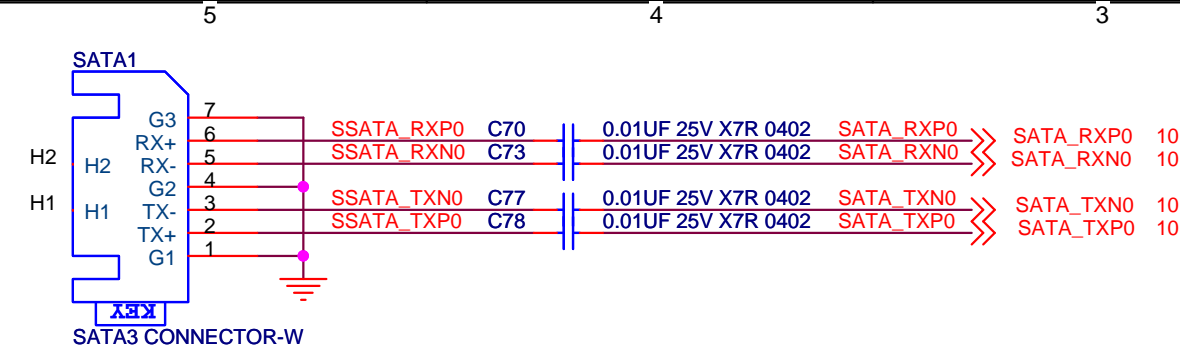 5 4 3
SATA1
G3 7
RX+ 6 SSATA_RXP0 C70 0.01UF 25V X7R 0402 SATA_RXP0 SATA_RXP0 10
H2 H2 RX- 5 SSATA_RXN0 C73 0.01UF 25V X7R 0402 SATA_RXN0 SATA_RXN0 10
G2 4
H1 H1 TX- 3 SSATA_TXN0 C77 0.01UF 25V X7R 0402 SATA_TXN0 SATA_TXN0 10
TX+ 2 SSATA_TXP0 C78 0.01UF 25V X7R 0402 SATA_TXP0 SATA_TXP0 10
G1 1
KEY
SATA3 CONNECTOR-W